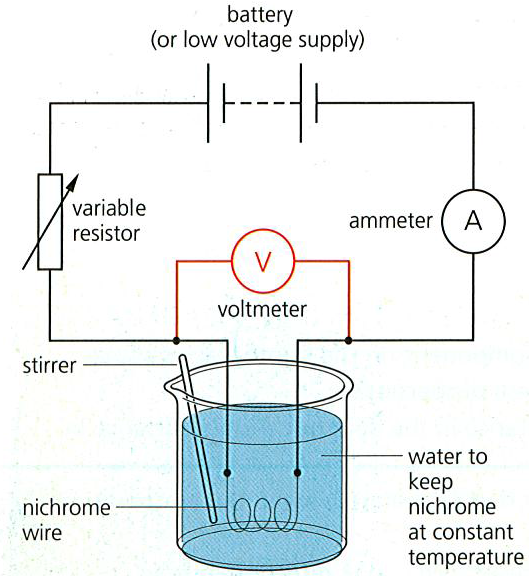 battery
(or low voltage supply)
variable
resistor
ammeter
A
V
voltmeter
stirrer
water to
keep
nichrome
at constant
temperature
nichrome
wire